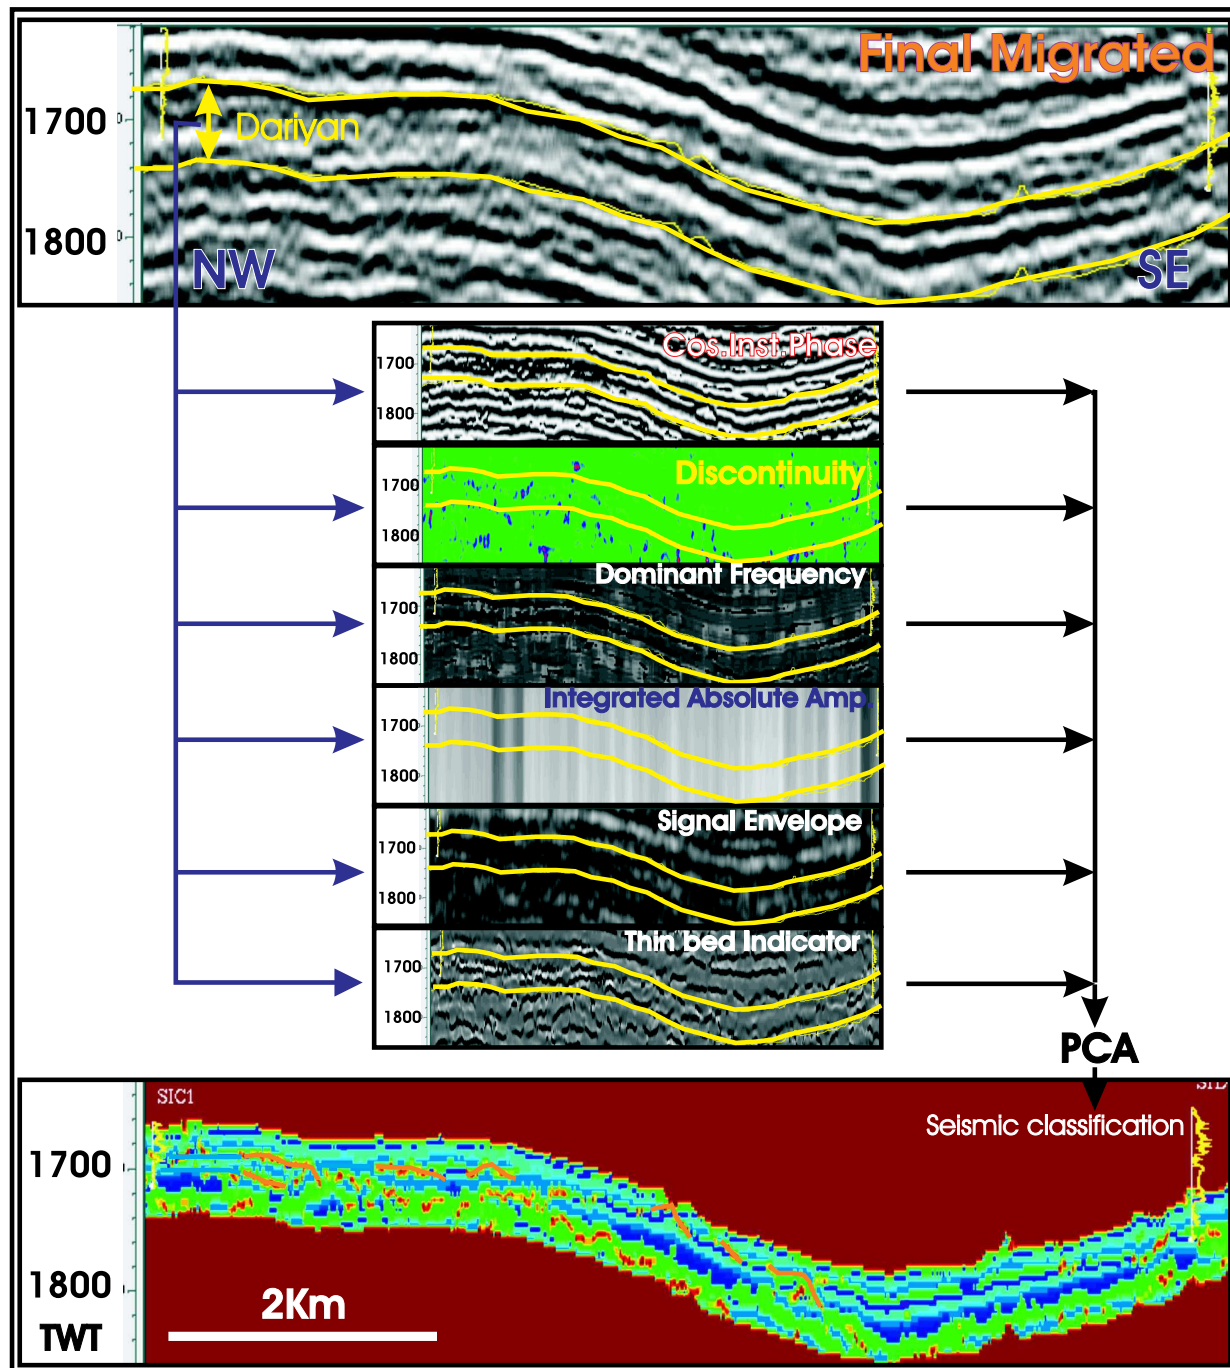 Final Migrated
1700
Dariyan
1800
NW
SE
Cos.Inst.Phase
1700
1800
Discontinuity
1700
1800
Dominant Frequency
1700
1800
Integrated Absolute Amp.
1700
1800
Signal Envelope
1700
1800
Thin bed Indicator
1700
1800
PCA
SIC1
Seismic classification
1700
1800
2Km
TWT